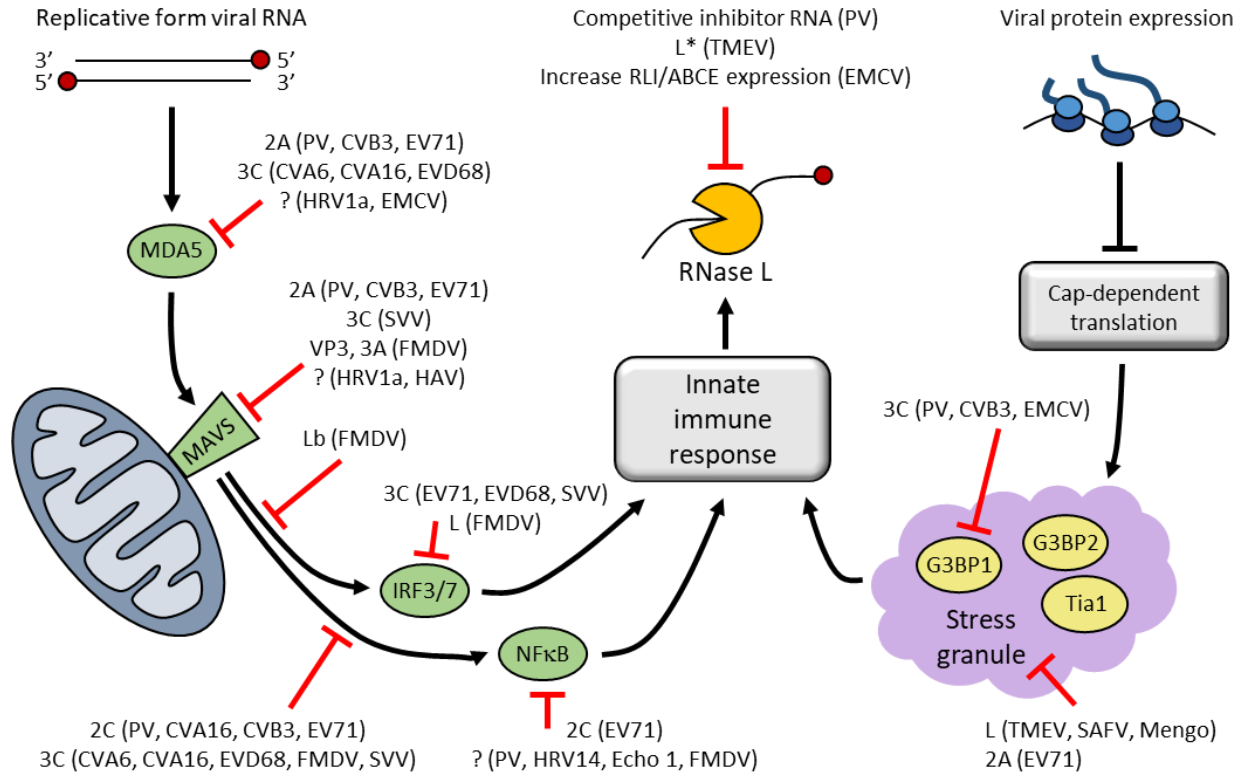 Replicative form viral RNA
3’ 5’
5’ 3’
2A (PV, CVB3, EV71)
3C (CVA6, CVA16, EVD68)
? (HRV1a, EMCV)
MDA5
2A (PV, CVB3, EV71)
3C (SVV)
VP3, 3A (FMDV)
? (HRV1a, HAV)
MAVS
Lb (FMDV)
3C (EV71, EVD68, SVV)
L (FMDV)
IRF3/7
NFκB
2C (PV, CVA16, CVB3, EV71)
3C (CVA6, CVA16, EVD68, FMDV, SVV)
2C (EV71)
? (PV, HRV14, Echo 1, FMDV)
Competitive inhibitor RNA (PV)
L* (TMEV)
Increase RLI/ABCE expression (EMCV)
RNase L
Innate
immune
response
Viral protein expression
Cap-dependent
translation
3C (PV, CVB3, EMCV)
G3BP1
G3BP2
Tia1
Stress
granule
L (TMEV, SAFV, Mengo)
2A (EV71)